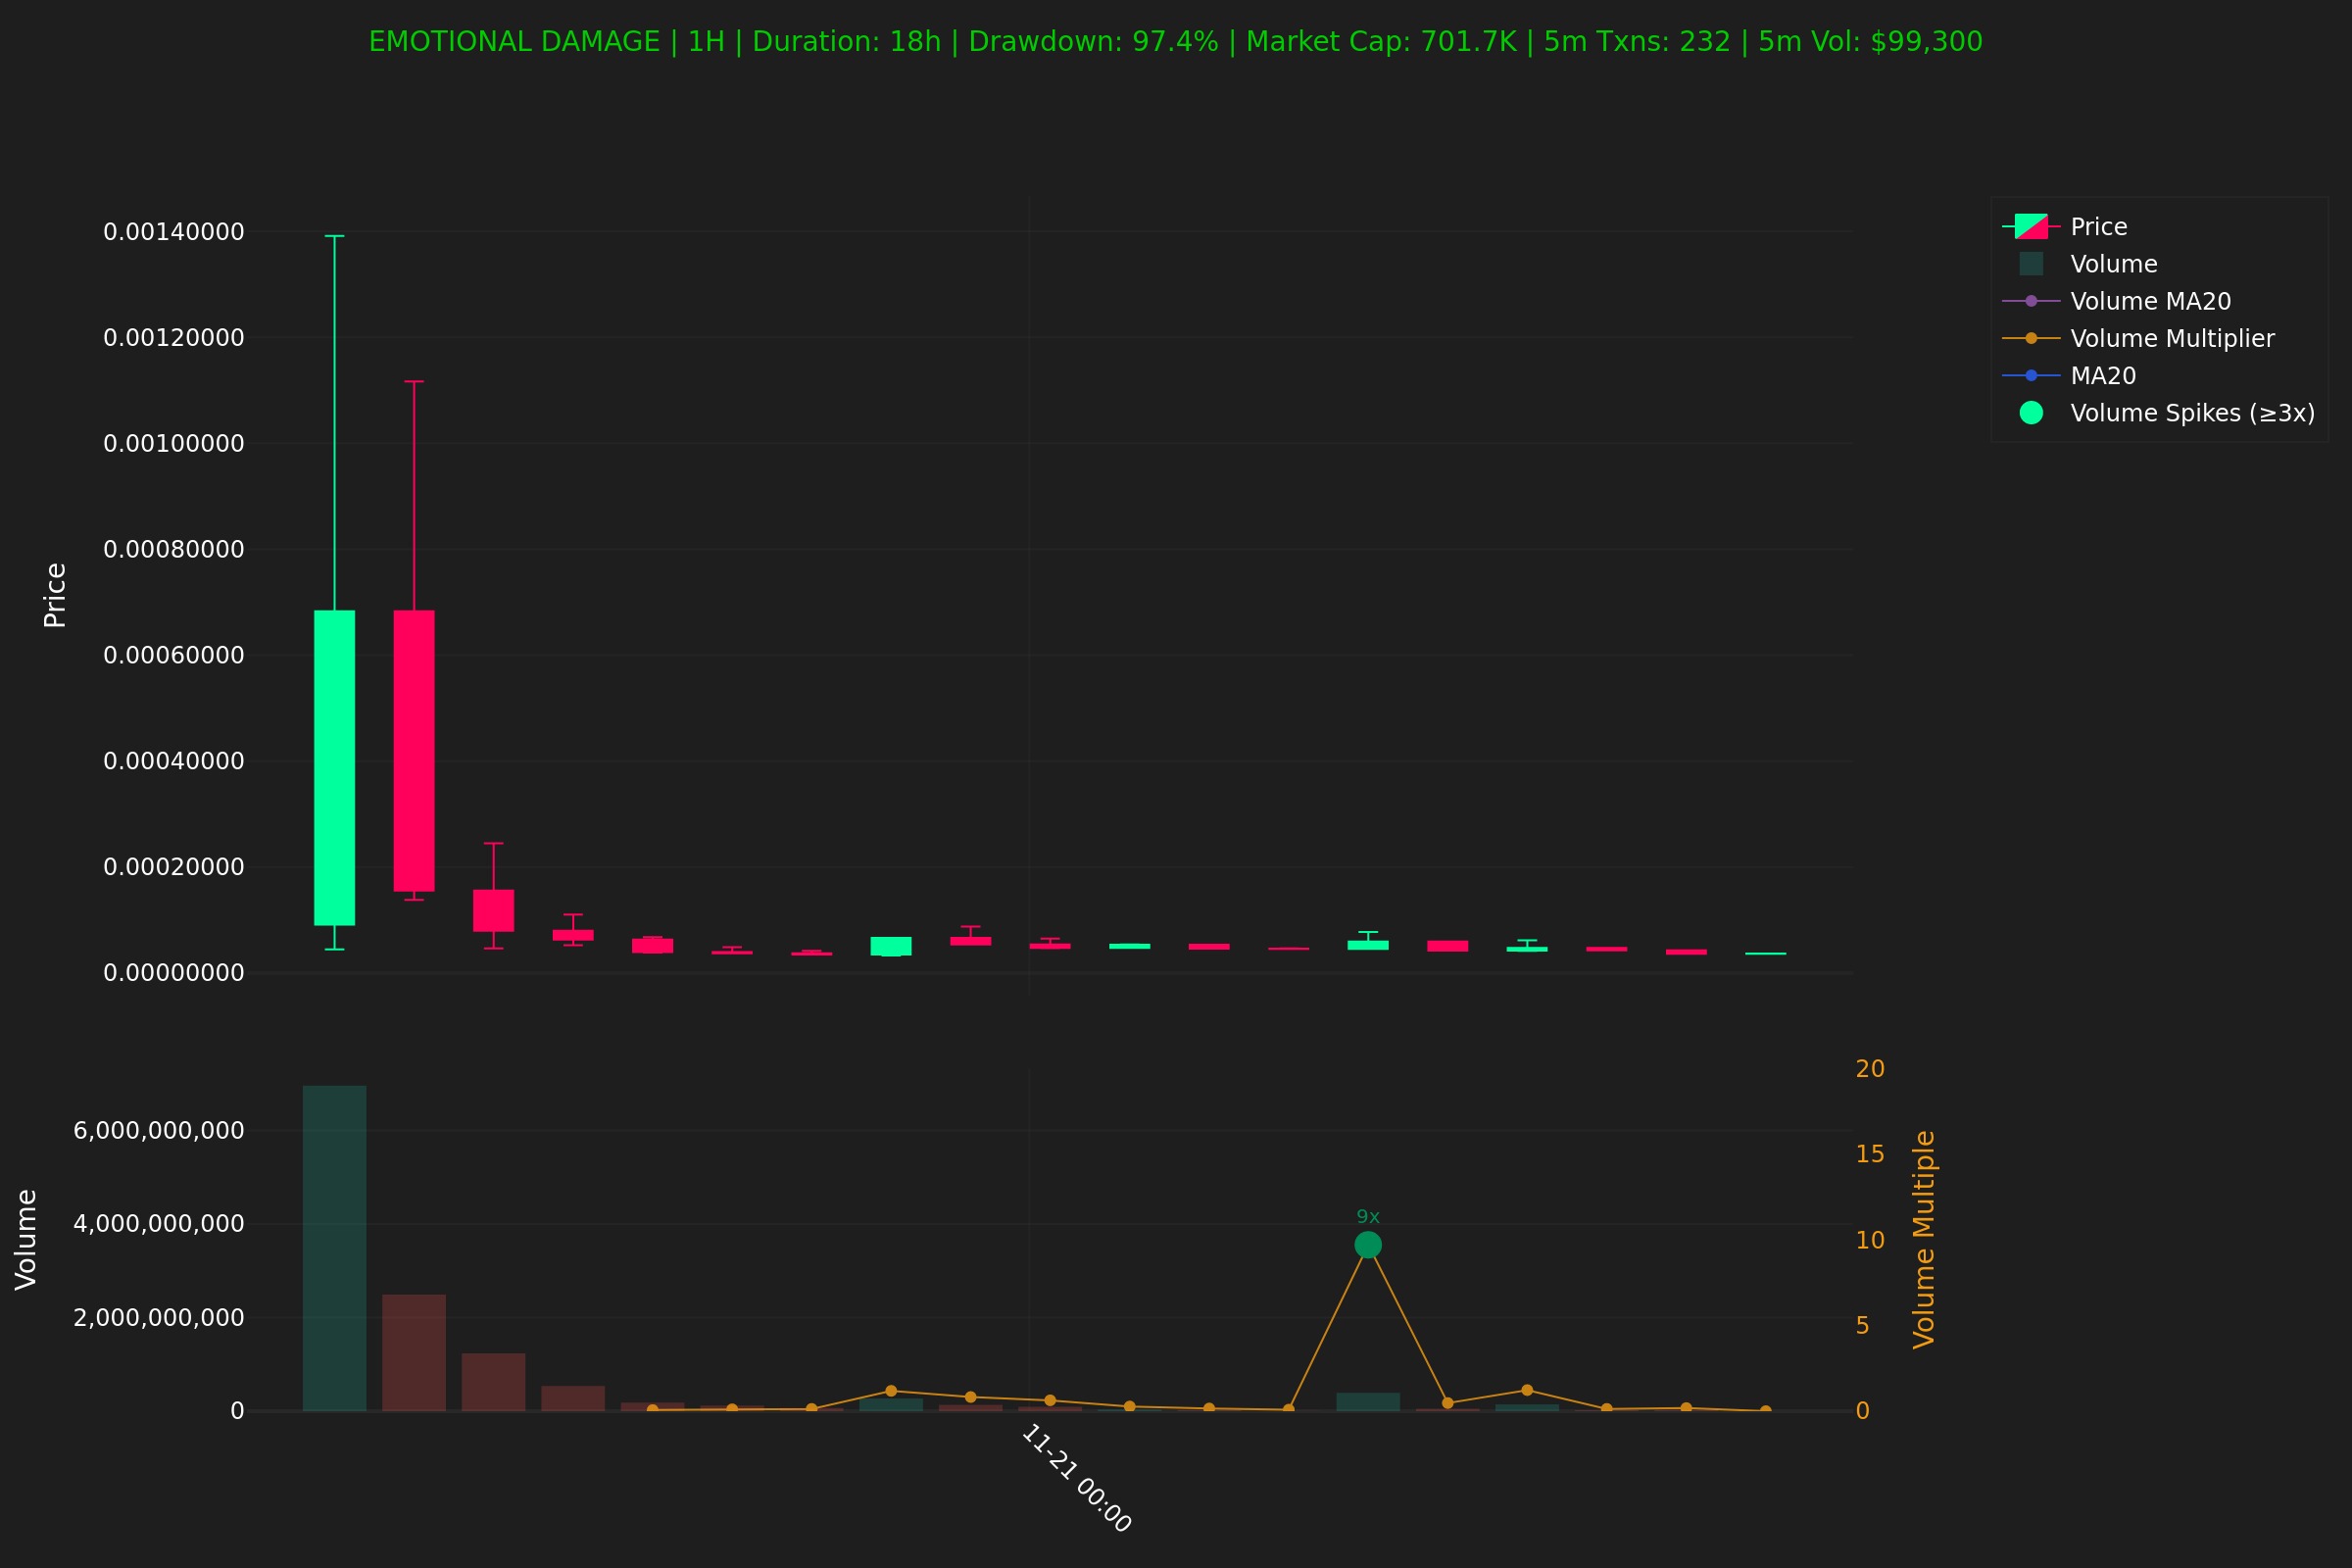 EMOTIONAL DAMAGE | 1H | Duration: 18h | Drawdown: 97.4% | Market Cap: 701.7K | 5m Txns: 232 | 5m Vol: $99,300
Price
0.00140000
0.00120000
0.00100000
0.00080000
0.00060000
0.00040000
0.00020000
0.00000000
Price
Volume
Volume MA20
Volume Multiplier
MA20
Volume Spikes (≥3x)
Volume
6,000,000,000
4,000,000,000
2,000,000,000
0
9x
20
15
10
5
0
Volume Multiple
11-21 00:00